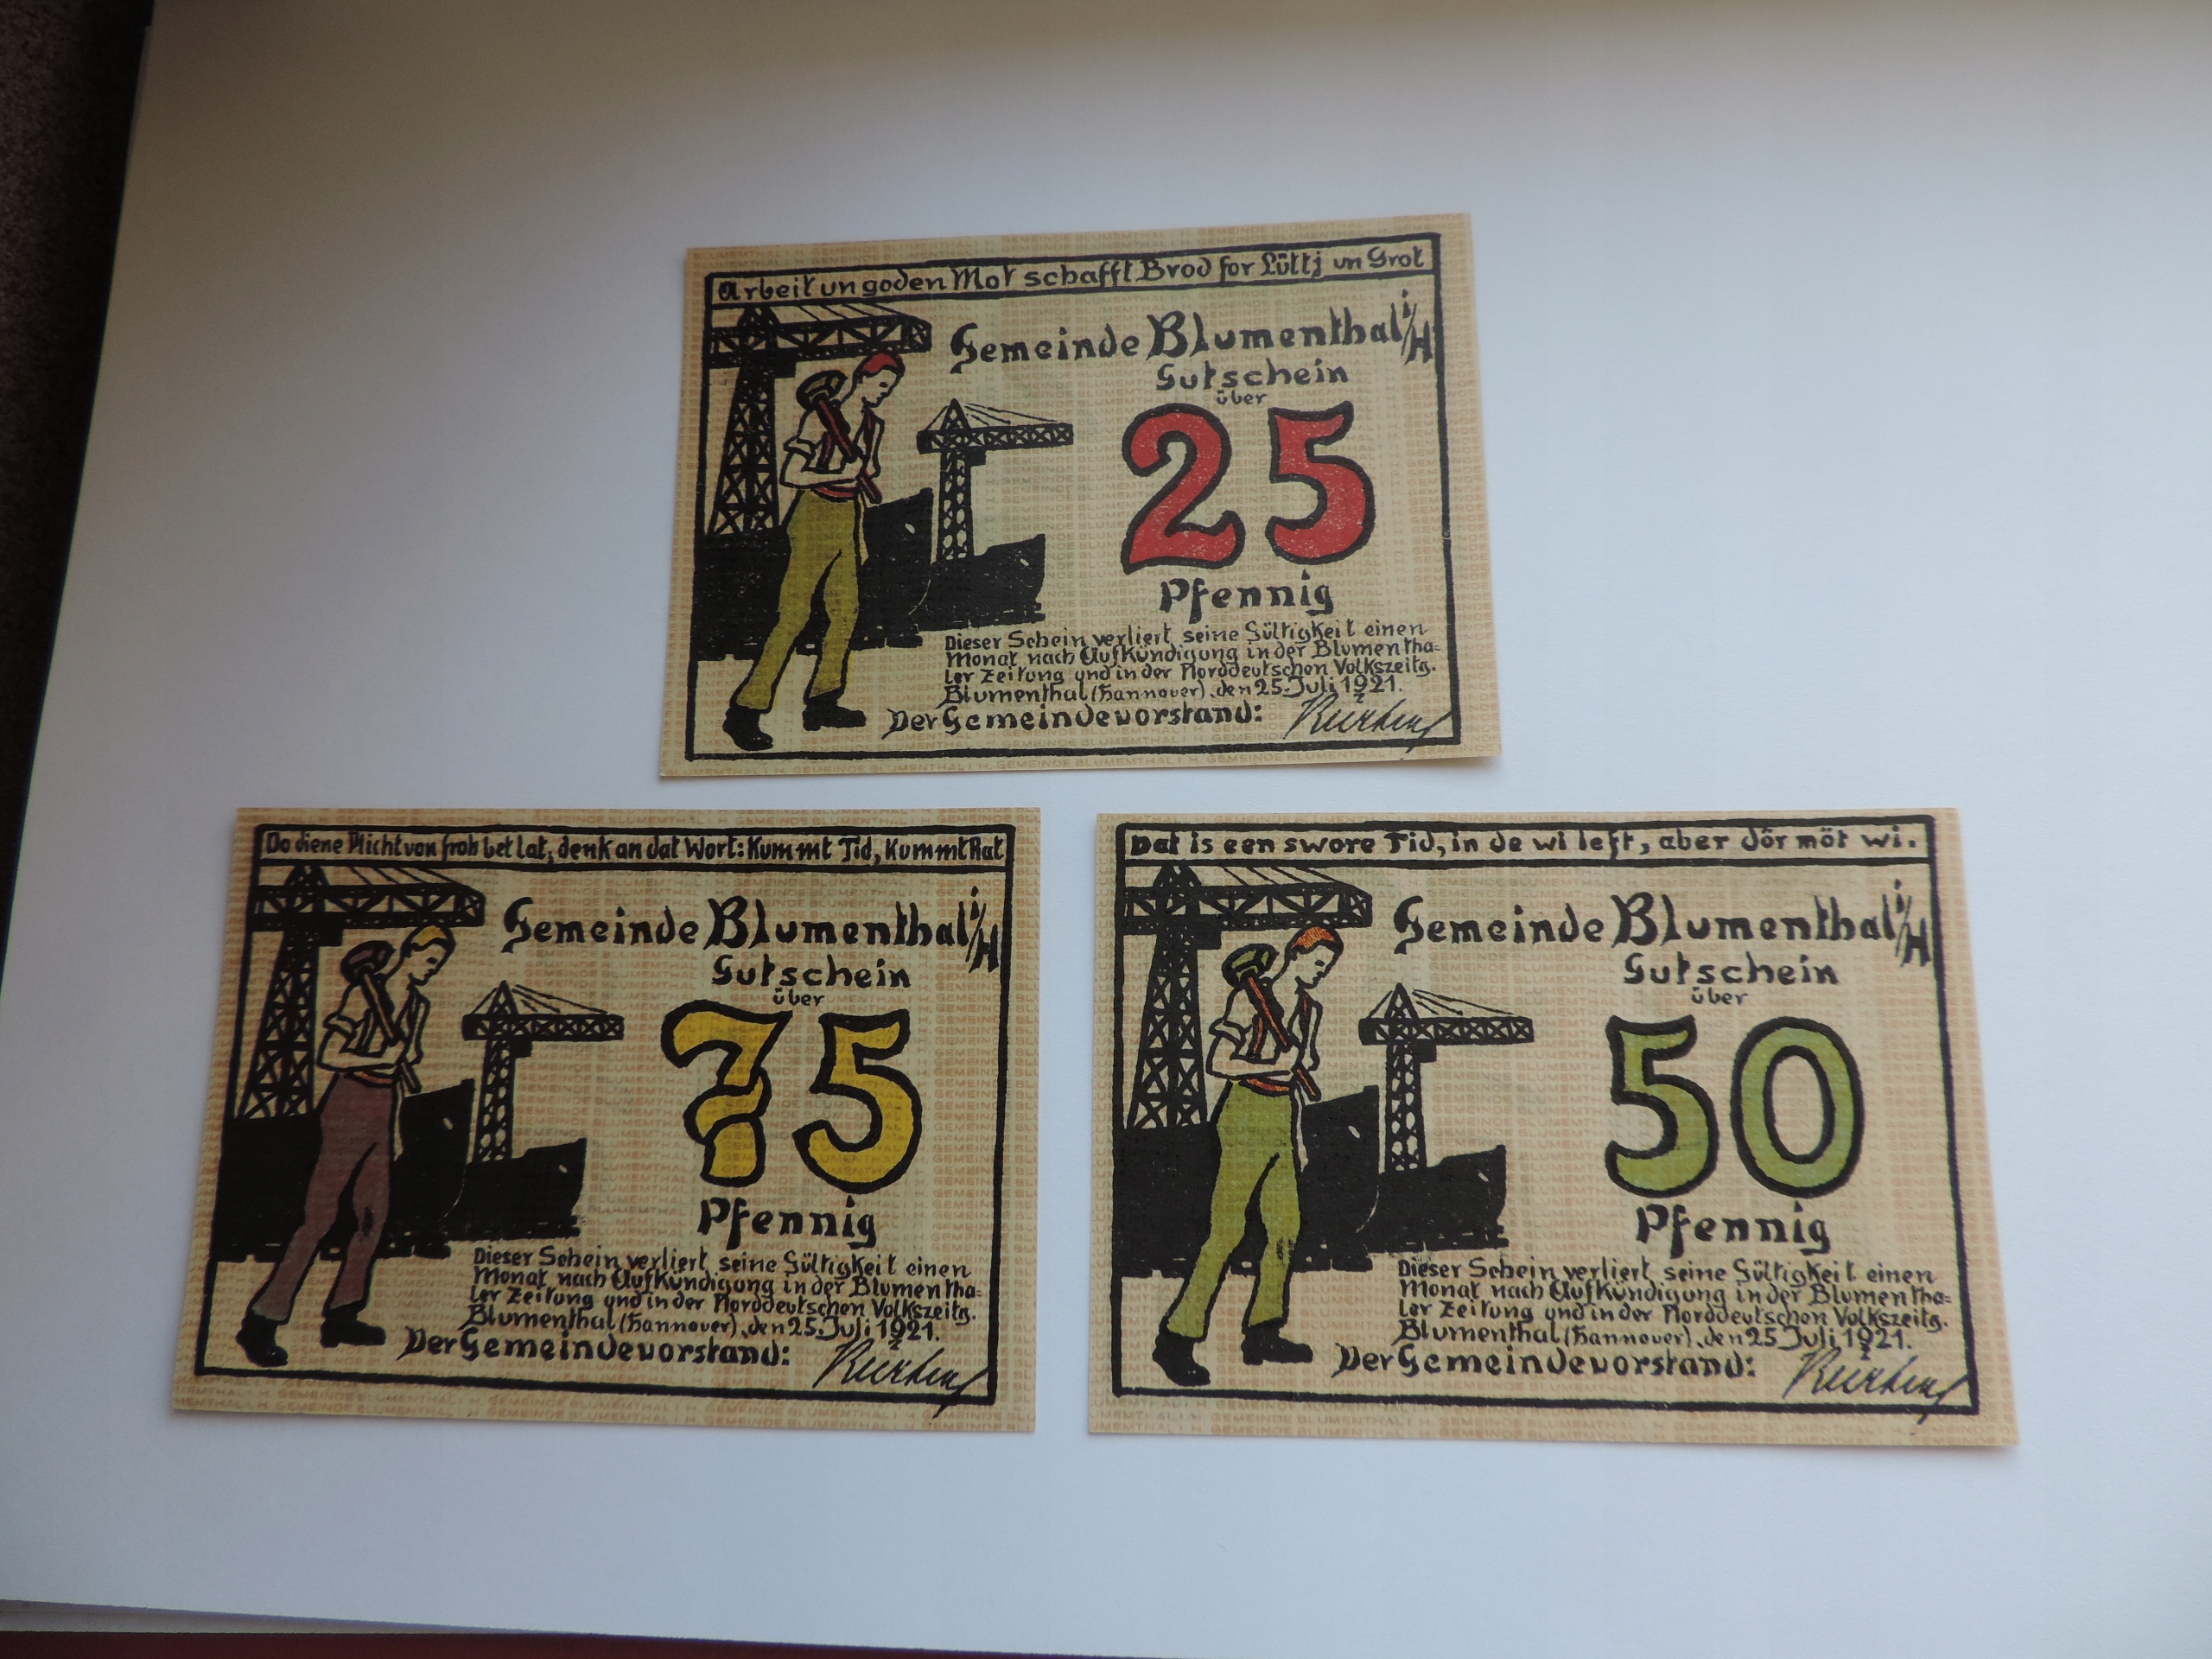 Arbeit un goden Mot schafft Brod for Lüttj un Grot
Gemeinde Blumenthal i/H
Gutschein
über
25
Pfennig
Dieser Schein verliert seine Gültigkeit einen
Monat nach Aufkündigung in der Blumentha-
ler Zeitung und in der Norddeutschen Volkszeitg.
Blumenthal (Hannover), den 25. Juli 1921.
Der Gemeindevorstand:
Do diene Plicht van froh bet lat, denk an dat Wort: Kummt Tid, Kummt Rat
Gemeinde Blumenthal i/H
Gutschein
über
75
Pfennig
Dieser Schein verliert seine Gültigkeit einen
Monat nach Aufkündigung in der Blumentha-
ler Zeitung und in der Norddeutschen Volkszeitg.
Blumenthal (Hannover), den 25. Juli 1921.
Der Gemeindevorstand:
Dat is een swore Tid, in de wi left, aber dör möt wi.
Gemeinde Blumenthal i/H
Gutschein
über
50
Pfennig
Dieser Schein verliert seine Gültigkeit einen
Monat nach Aufkündigung in der Blumentha-
ler Zeitung und in der Norddeutschen Volkszeitg.
Blumenthal (Hannover), den 25. Juli 1921.
Der Gemeindevorstand: